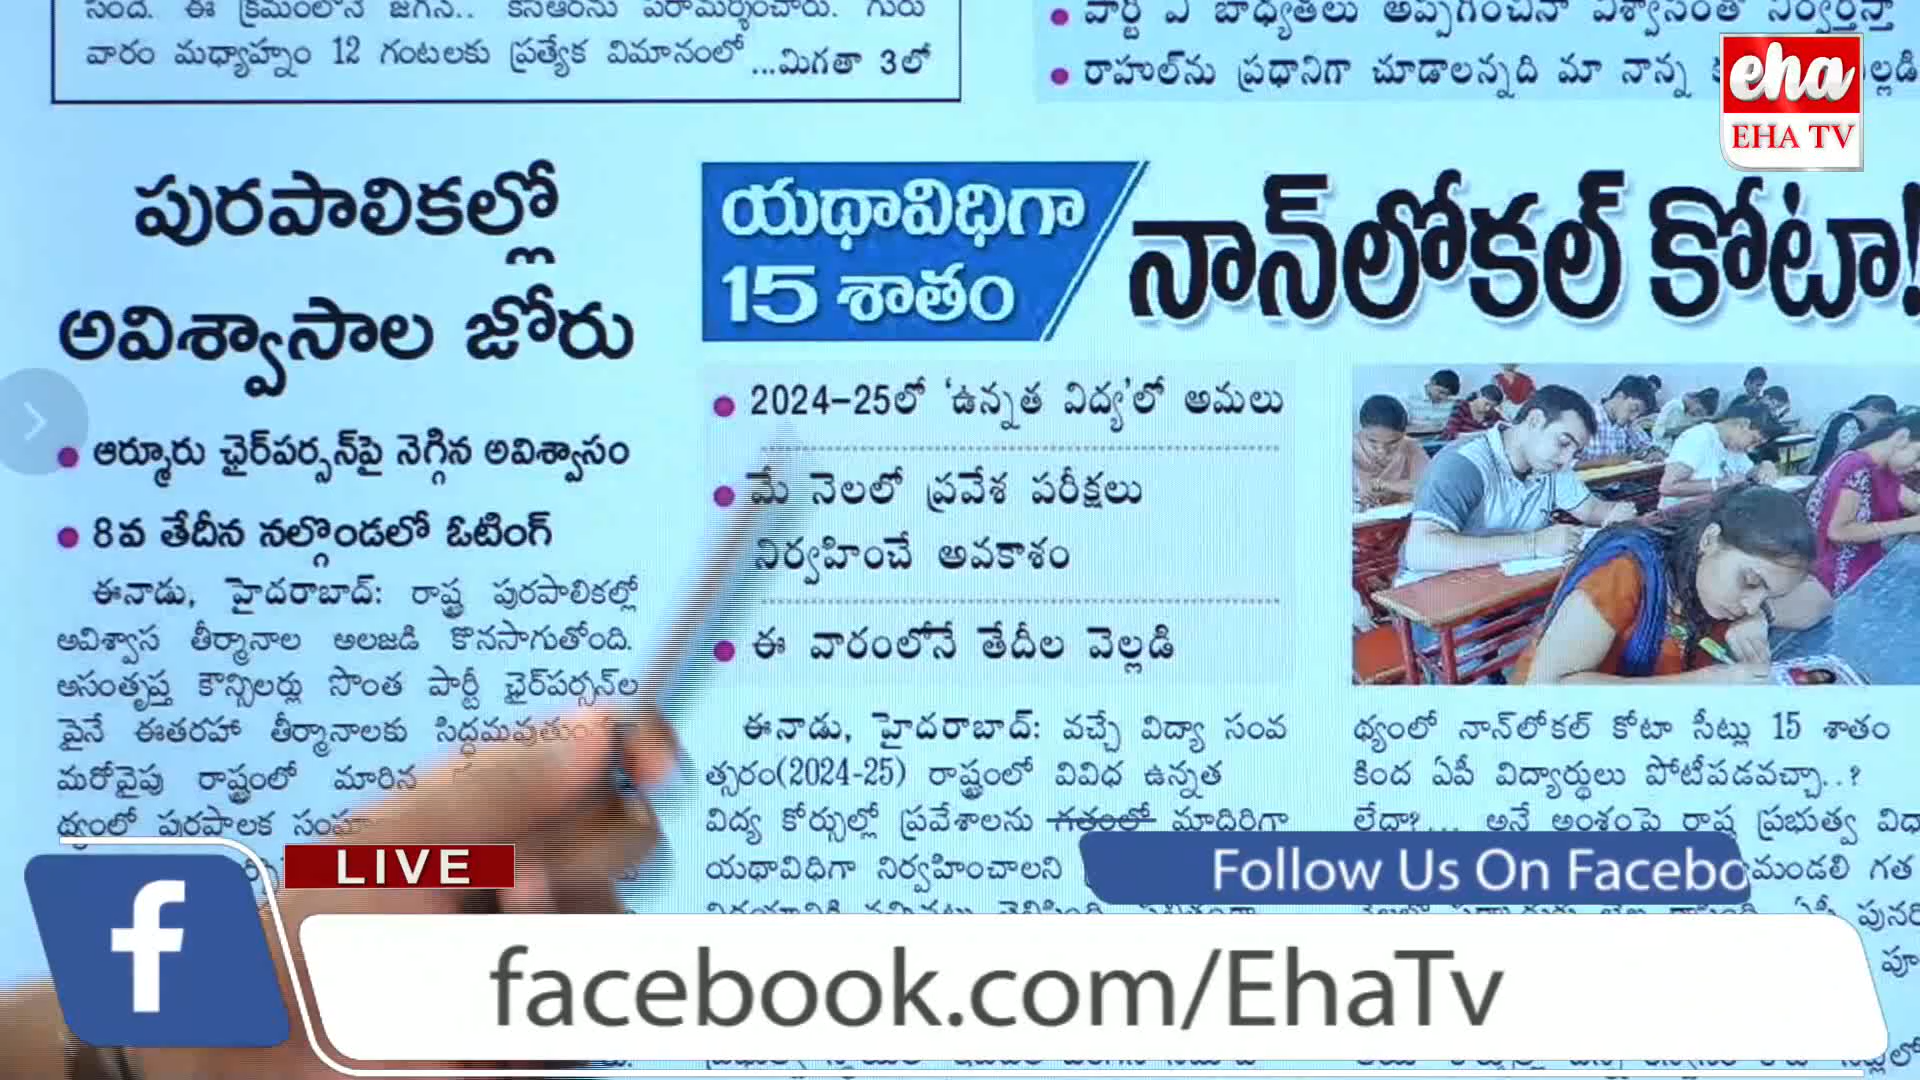 వారం మధ్యాహ్నం 12 గంటలకు ప్రత్యేక విమానంలో ...మిగతా 3లో
రాహుల్‌ను ప్రధానిగా చూడాలన్నది మా నాన్న
eha
EHA TV
పురపాలికల్లో
అవిశ్వాసాల జోరు
ఆర్మూరు ఛైర్‌పర్సన్‌పై నెగ్గిన అవిశ్వాసం
8వ తేదీన నల్గొండలో ఓటింగ్
ఈనాడు, హైదరాబాద్: రాష్ట్ర పురపాలికల్లో
అవిశ్వాస తీర్మానాల అలజడి కొనసాగుతోంది.
అసంతృప్త కౌన్సిలర్లు సొంత పార్టీ ఛైర్‌పర్సన్‌ల
పైనే ఈతరహా తీర్మానాలకు
మరోవైపు రాష్ట్రంలో మారిన
థ్యంలో పురపాలక
యథావిధిగా
15 శాతం
నాన్‌లోకల్ కోటా!
2024-25లో 'ఉన్నత విద్య'లో అమలు
మే నెలలో ప్రవేశ పరీక్షలు
నిర్వహించే అవకాశం
ఈ వారంలోనే తేదీల వెల్లడి
ఈనాడు, హైదరాబాద్: వచ్చే విద్యా సంవ
త్సరం(2024-25) రాష్ట్రంలో వివిధ ఉన్నత
విద్య కోర్సుల్లో ప్రవేశాలను గతంలో మాదిరిగా
యథావిధిగా నిర్వహించాలని
థ్యంలో నాన్‌లోకల్ కోటా సీట్లు 15 శాతం
కింద ఏపీ విద్యార్థులు పోటీపడవచ్చా..?
లేదా?... అనే అంశంపై రాష్ట్ర ప్రభుత్వ
మండలి గత
LIVE
Follow Us On Facebo
f
facebook.com/EhaTv